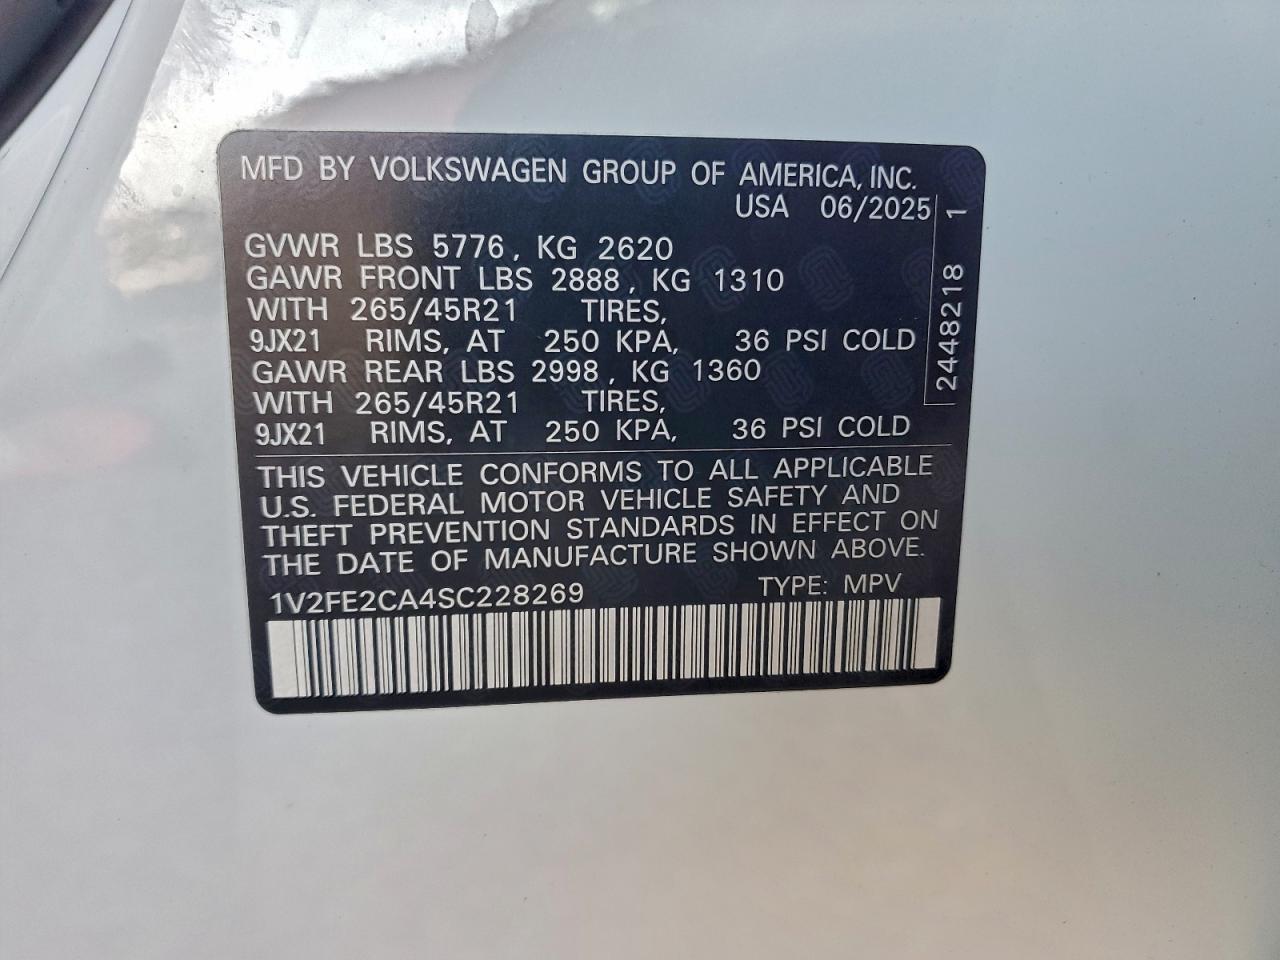 MFD BY VOLKSWAGEN GROUP OF AMERICA, INC.
USA 06/2025
GVWR LBS 5776, KG 2620
GAWR FRONT LBS 2888, KG 1310
WITH 265/45R21 TIRES,
9JX21 RIMS, AT 250 KPA, 36 PSI COLD
GAWR REAR LBS 2998, KG 1360
WITH 265/45R21 TIRES,
9JX21 RIMS, AT 250 KPA, 36 PSI COLD
2448218 1
THIS VEHICLE CONFORMS TO ALL APPLICABLE
U.S. FEDERAL MOTOR VEHICLE SAFETY AND
THEFT PREVENTION STANDARDS IN EFFECT ON
THE DATE OF MANUFACTURE SHOWN ABOVE.
1V2FE2CA4SC228269 TYPE: MPV